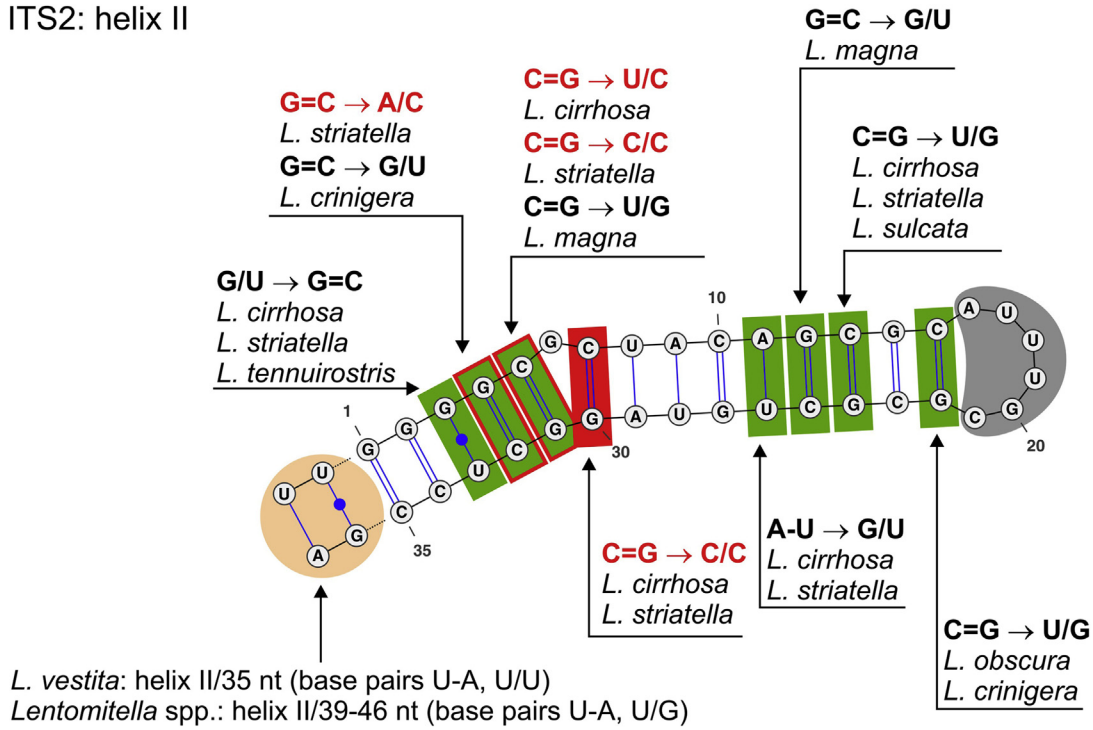 ITS2: helix II
G=C → G/U
L. magna
G=C → A/C
L. striatella
G=C → G/U
L. crinigera
C=G → U/C
L. cirrhosa
C=G → C/C
L. striatella
C=G → U/G
L. magna
C=G → U/G
L. cirrhosa
L. striatella
L. sulcata
G/U → G=C
L. cirrhosa
L. striatella
L. tennuirostris
10
1
G C U A C A G C G C A U U U G C
U U G G G G C
A G C C U C G G A U G U C G C G
30
20
35
C=G → C/C
L. cirrhosa
L. striatella
A-U → G/U
L. cirrhosa
L. striatella
C=G → U/G
L. obscura
L. crinigera
L. vestita: helix II/35 nt (base pairs U-A, U/U)
Lentomitella spp.: helix II/39-46 nt (base pairs U-A, U/G)